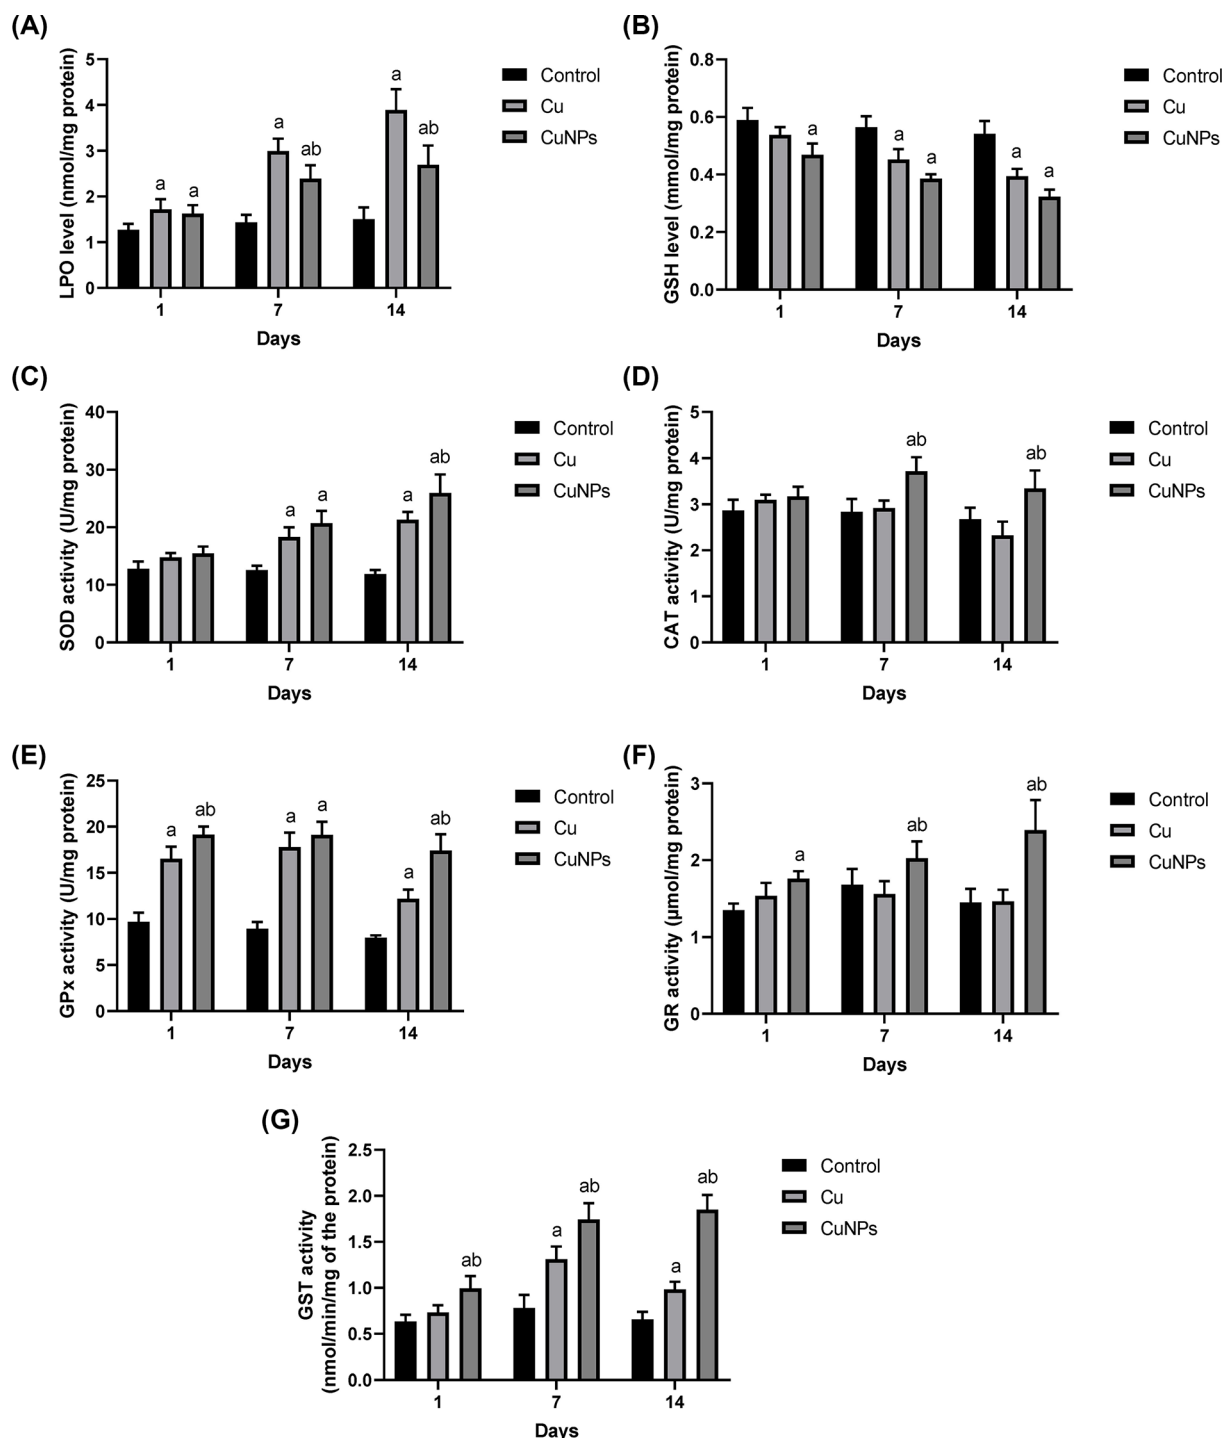 (A)
LPO level (nmol/mg protein)
5
4
3
2
1
0
a
a
a
ab
a
ab
1
7
14
Days
Control
Cu
CuNPs
(B)
GSH level (mmol/mg protein)
0.8
0.6
0.4
0.2
0.0
a
a
a
a
a
1
7
14
Days
Control
Cu
CuNPs
(C)
SOD activity (U/mg protein)
40
30
20
10
0
a
a
a
ab
1
7
14
Days
Control
Cu
CuNPs
(D)
CAT activity (U/mg protein)
5
4
3
2
1
0
ab
ab
1
7
14
Days
Control
Cu
CuNPs
(E)
GPx activity (U/mg protein)
25
20
15
10
5
0
a
ab
a
a
a
ab
1
7
14
Days
Control
Cu
CuNPs
(F)
GR activity (µmol/mg protein)
3
2
1
0
a
ab
ab
1
7
14
Days
Control
Cu
CuNPs
(G)
GST activity
(nmol/min/mg of the protein)
2.5
2.0
1.5
1.0
0.5
0.0
ab
a
ab
a
ab
1
7
14
Days
Control
Cu
CuNPs